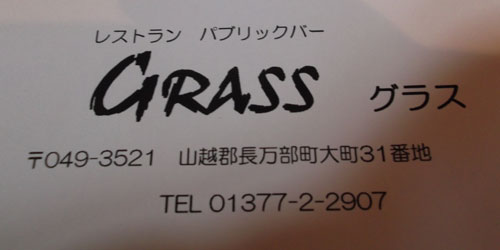 レストラン　パブリックバー
GRASS　グラス
〒049-3521　山越郡長万部町大町31番地
TEL 01377-2-2907